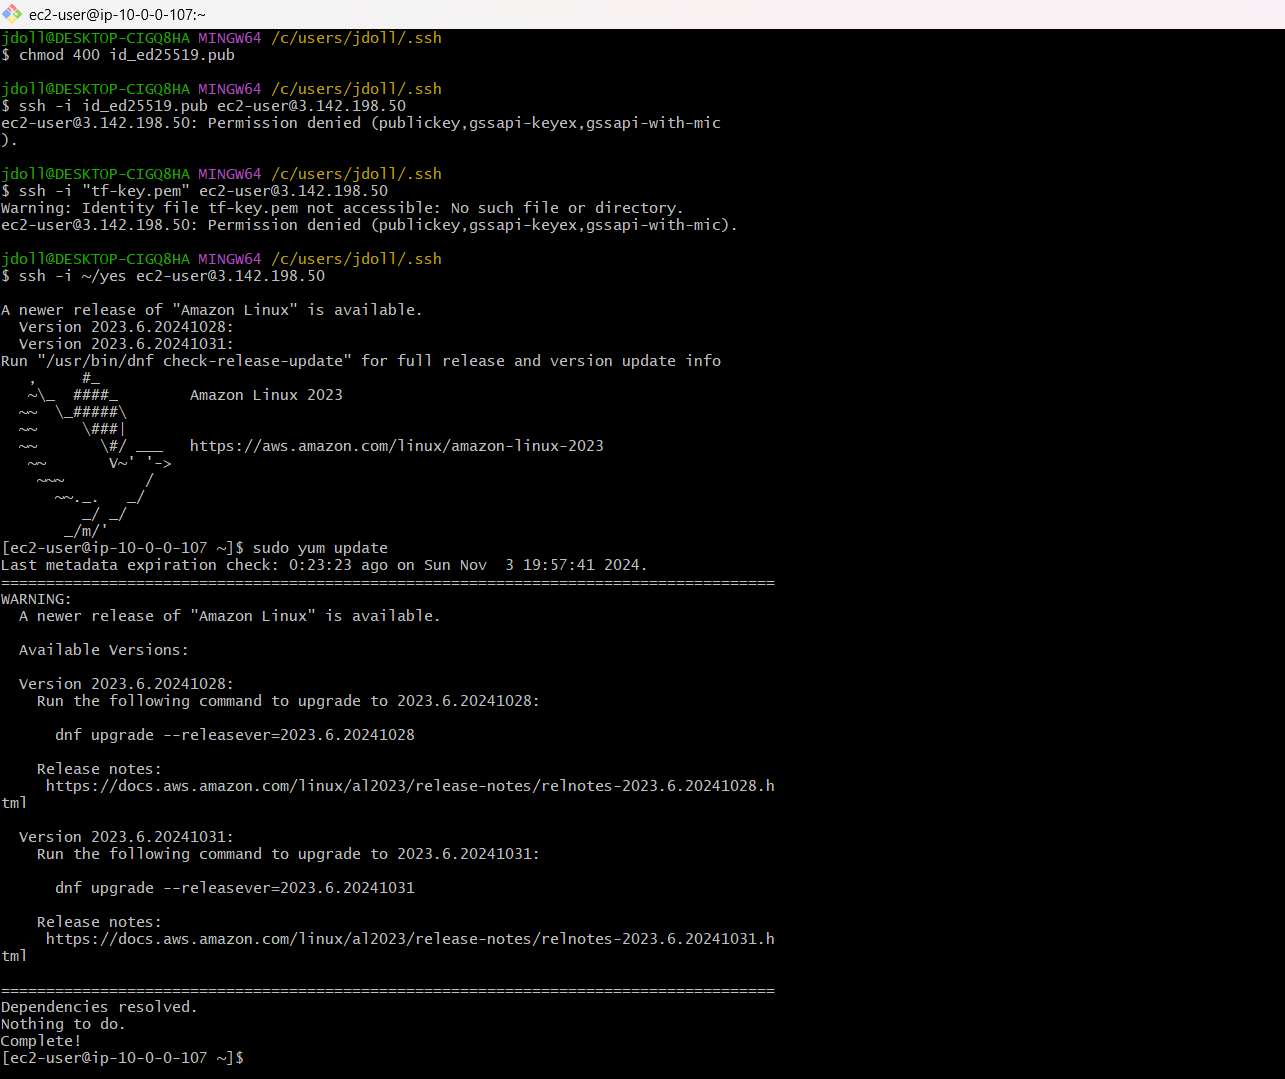 ec2-user@ip-10-0-0-107:~
jdoll@DESKTOP-CIGQ8HA MINGW64 /c/users/jdoll/.ssh
$ chmod 400 id_ed25519.pub
jdoll@DESKTOP-CIGQ8HA MINGW64 /c/users/jdoll/.ssh
$ ssh -i id_ed25519.pub ec2-user@3.142.198.50
ec2-user@3.142.198.50: Permission denied (publickey,gssapi-keyex,gssapi-with-mic
).
jdoll@DESKTOP-CIGQ8HA MINGW64 /c/users/jdoll/.ssh
$ ssh -i "tf-key.pem" ec2-user@3.142.198.50
Warning: Identity file tf-key.pem not accessible: No such file or directory.
ec2-user@3.142.198.50: Permission denied (publickey,gssapi-keyex,gssapi-with-mic).
jdoll@DESKTOP-CIGQ8HA MINGW64 /c/users/jdoll/.ssh
$ ssh -i ~/yes ec2-user@3.142.198.50
A newer release of "Amazon Linux" is available.
  Version 2023.6.20241028:
  Version 2023.6.20241031:
Run "/usr/bin/dnf check-release-update" for full release and version update info
   ,     #_
   ~\_  ####_        Amazon Linux 2023
  ~~  \_#####\
  ~~     \###|
  ~~       \#/ ___   https://aws.amazon.com/linux/amazon-linux-2023
   ~~       V~' '->
    ~~~         /
      ~~._.   _/
         _/ _/
       _/m/'
[ec2-user@ip-10-0-0-107 ~]$ sudo yum update
Last metadata expiration check: 0:23:23 ago on Sun Nov  3 19:57:41 2024.
======================================================================================
WARNING:
  A newer release of "Amazon Linux" is available.
  Available Versions:
  Version 2023.6.20241028:
    Run the following command to upgrade to 2023.6.20241028:
      dnf upgrade --releasever=2023.6.20241028
    Release notes:
     https://docs.aws.amazon.com/linux/al2023/release-notes/relnotes-2023.6.20241028.h
tml
  Version 2023.6.20241031:
    Run the following command to upgrade to 2023.6.20241031:
      dnf upgrade --releasever=2023.6.20241031
    Release notes:
     https://docs.aws.amazon.com/linux/al2023/release-notes/relnotes-2023.6.20241031.h
tml
======================================================================================
Dependencies resolved.
Nothing to do.
Complete!
[ec2-user@ip-10-0-0-107 ~]$